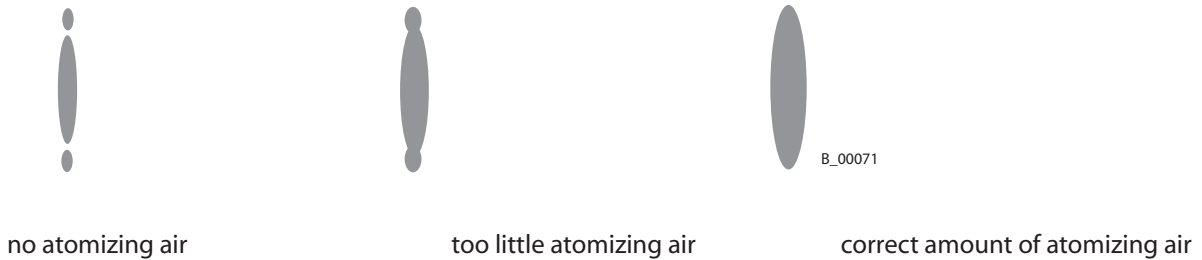 B_00071
no atomizing air
too little atomizing air
correct amount of atomizing air